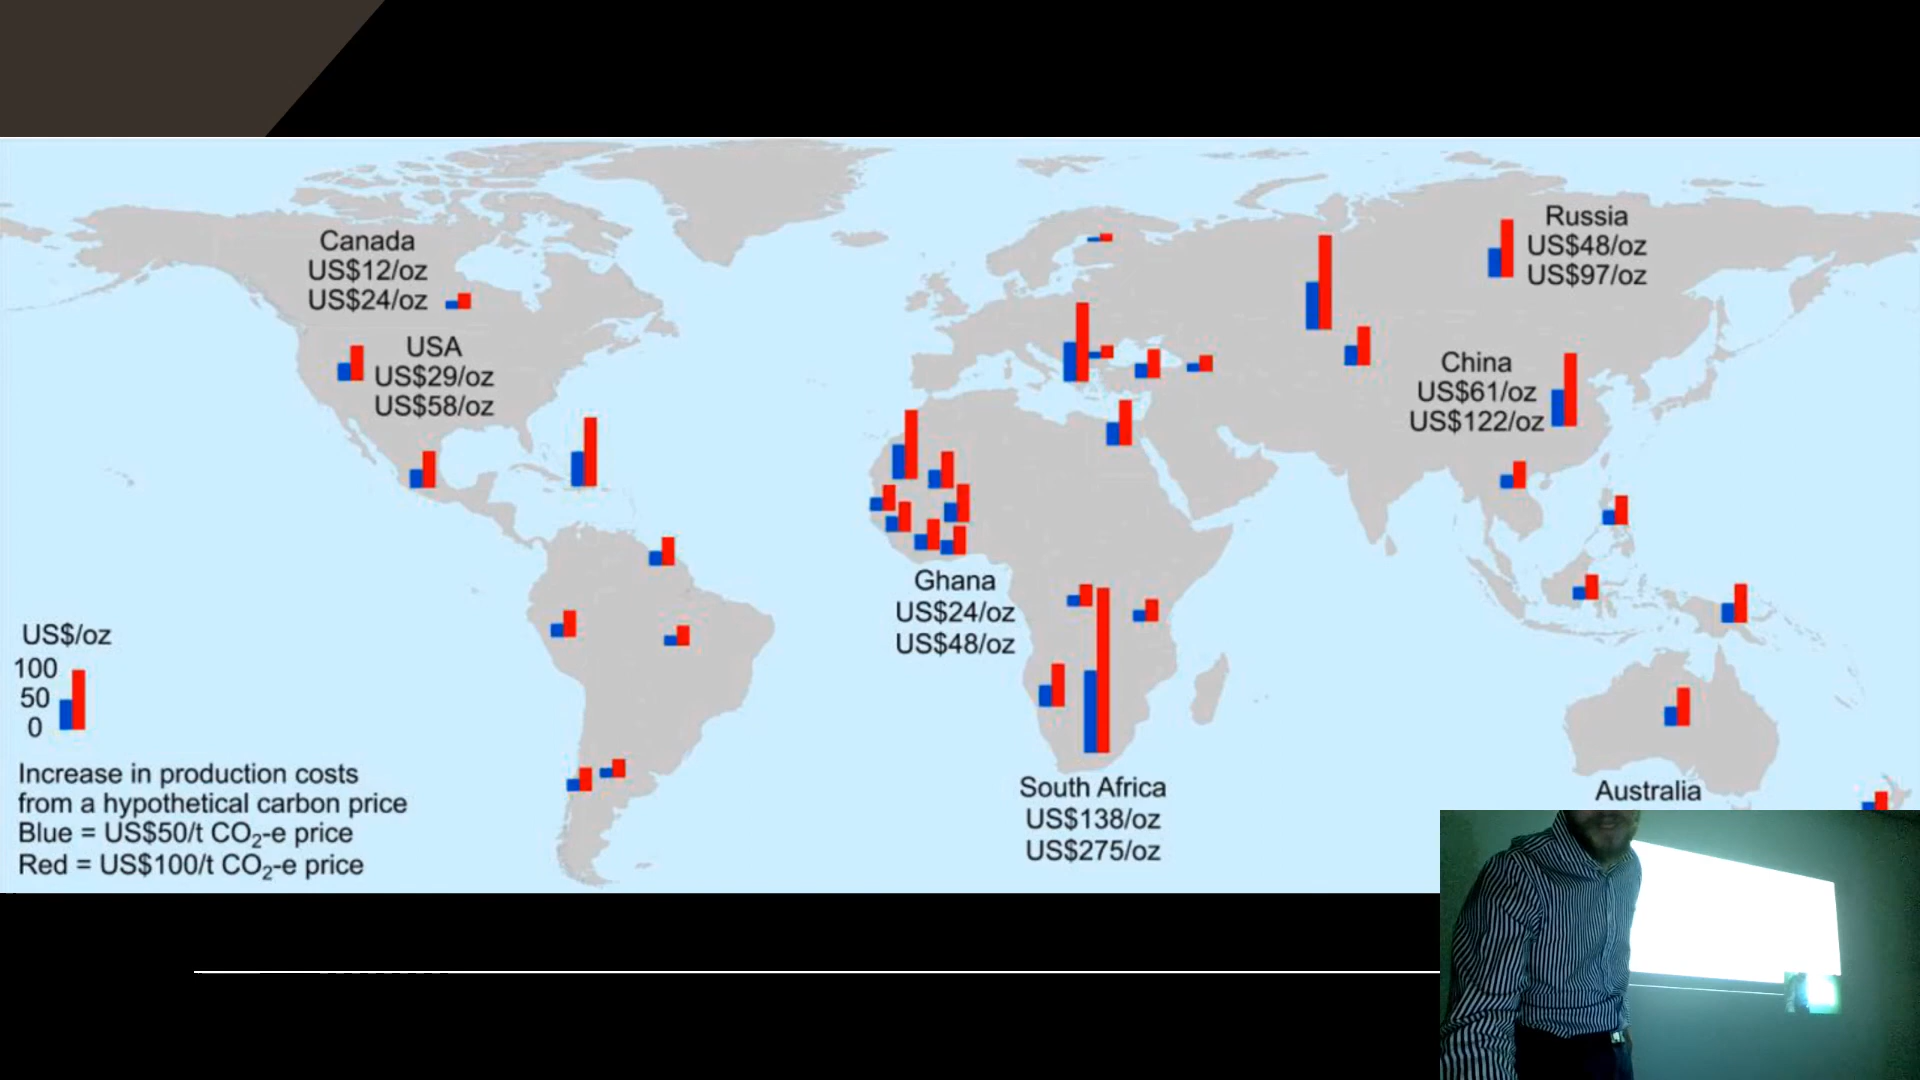 Canada
US$12/oz
US$24/oz
USA
US$29/oz
US$58/oz
Russia
US$48/oz
US$97/oz
China
US$61/oz
US$122/oz
Ghana
US$24/oz
US$48/oz
South Africa
US$138/oz
US$275/oz
Australia
US$/oz
100
50
0
Increase in production costs
from a hypothetical carbon price
Blue = US$50/t CO₂-e price
Red = US$100/t CO₂-e price